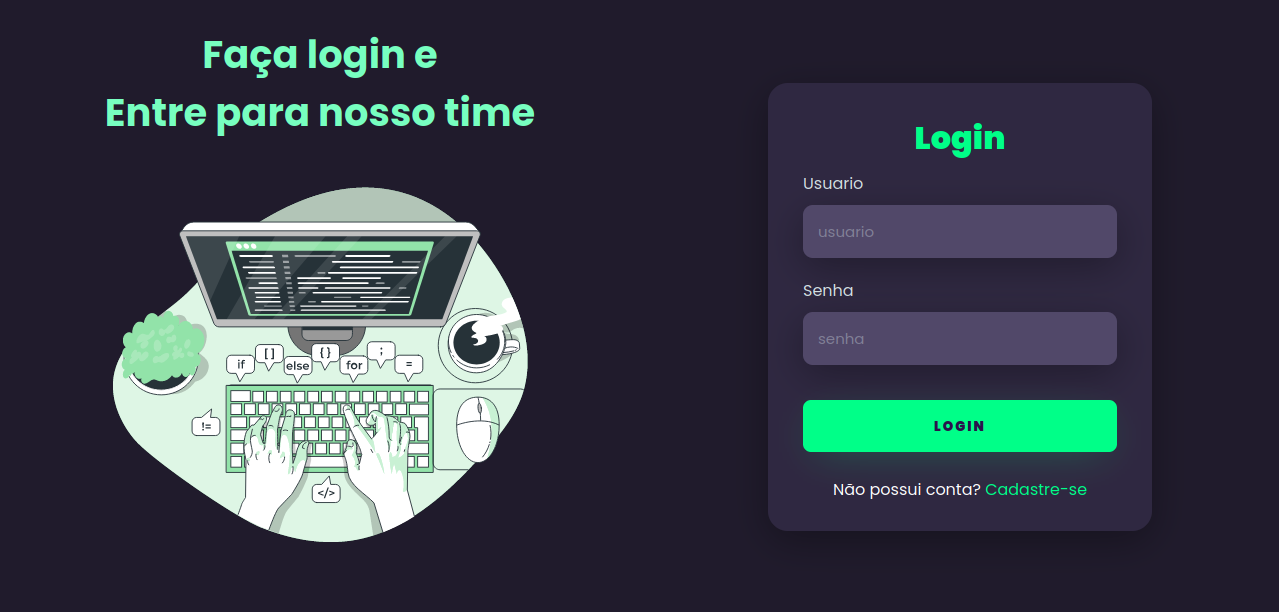 Faça login e
Entre para nosso time
[ ]
{ }
;
if
else
for
=
!=
</>
Login
Usuario
usuario
Senha
senha
LOGIN
Não possui conta? Cadastre-se